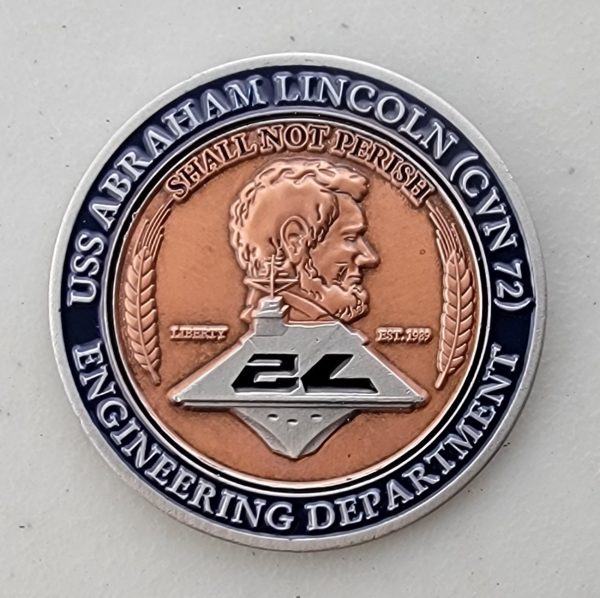 USS ABRAHAM LINCOLN (CVN 72)
SHALL NOT PERISH
LIBERTY
EST. 1989
72
ENGINEERING DEPARTMENT